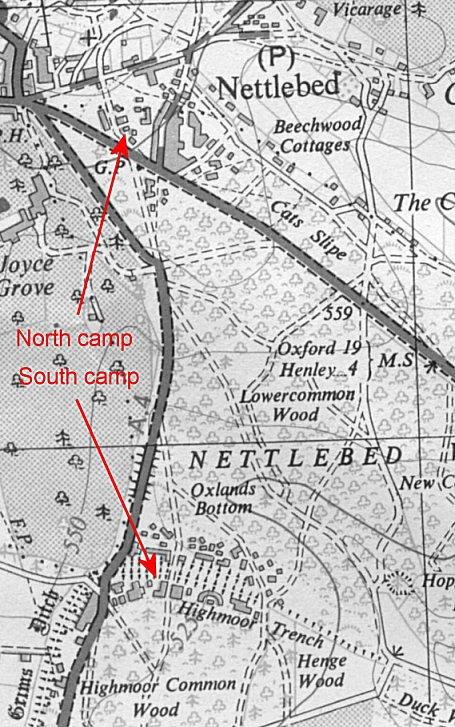 Vicarage
(P)
Nettlebed
Beechwood
Cottages
P.H.
G.P
Cats Slipe
The
Joyce
Grove
559
North camp
South camp
Oxford 19
Henley 4
M.S
Lowercommon
Wood
NETTLEBED
Oxlands
Bottom
New C
F.P.
550
Hop
Highmoor
Trench
525
Ditch
Grims
Henge
Wood
Highmoor Common
Wood
Duck